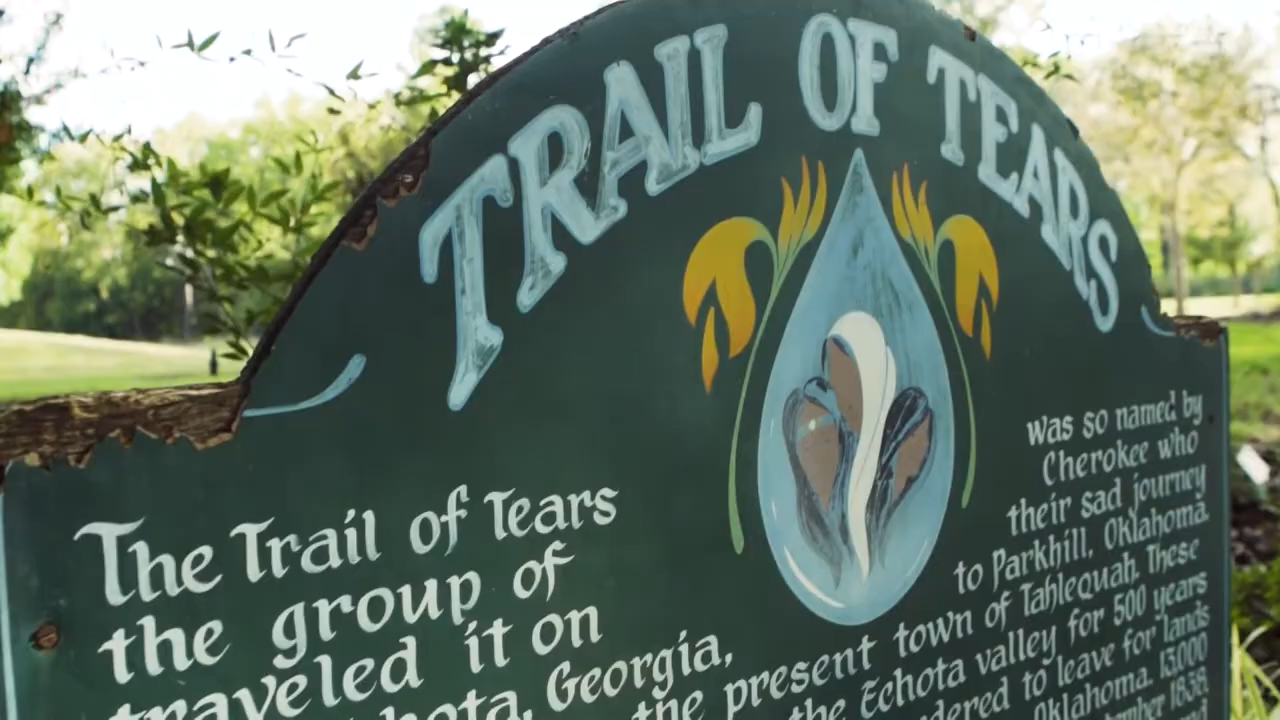 TRAIL OF TEARS
The Trail of Tears was so named by
the group of Cherokee who
traveled it on their sad journey
hota, Georgia, to Parkhill, Oklahoma,
the present town of Tahlequah. These
the Echota valley for 500 years
dered to leave for lands
Oklahoma. 13,000
mber 1838,